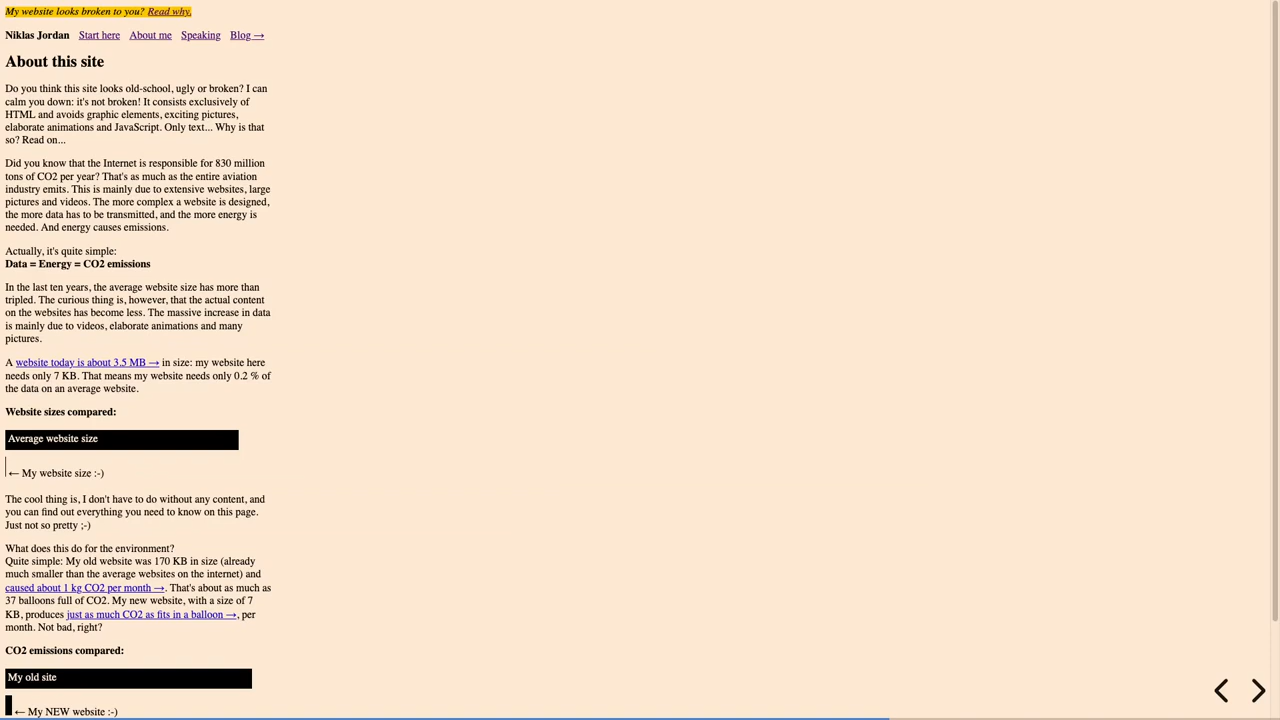 My website looks broken to you? Read why.
Niklas Jordan Start here About me Speaking Blog →
About this site
Do you think this site looks old-school, ugly or broken? I can
calm you down: it's not broken! It consists exclusively of
HTML and avoids graphic elements, exciting pictures,
elaborate animations and JavaScript. Only text... Why is that
so? Read on...
Did you know that the Internet is responsible for 830 million
tons of CO2 per year? That's as much as the entire aviation
industry emits. This is mainly due to extensive websites, large
pictures and videos. The more complex a website is designed,
the more data has to be transmitted, and the more energy is
needed. And energy causes emissions.
Actually, it's quite simple:
Data = Energy = CO2 emissions
In the last ten years, the average website size has more than
tripled. The curious thing is, however, that the actual content
on the websites has become less. The massive increase in data
is mainly due to videos, elaborate animations and many
pictures.
A website today is about 3.5 MB → in size: my website here
needs only 7 KB. That means my website needs only 0.2 % of
the data on an average website.
Website sizes compared:
Average website size
← My website size :-)
The cool thing is, I don't have to do without any content, and
you can find out everything you need to know on this page.
Just not so pretty ;-)
What does this do for the environment?
Quite simple: My old website was 170 KB in size (already
much smaller than the average websites on the internet) and
caused about 1 kg CO2 per month →. That's about as much as
37 balloons full of CO2. My new website, with a size of 7
KB, produces just as much CO2 as fits in a balloon →, per
month. Not bad, right?
CO2 emissions compared:
My old site
← My NEW website :-)